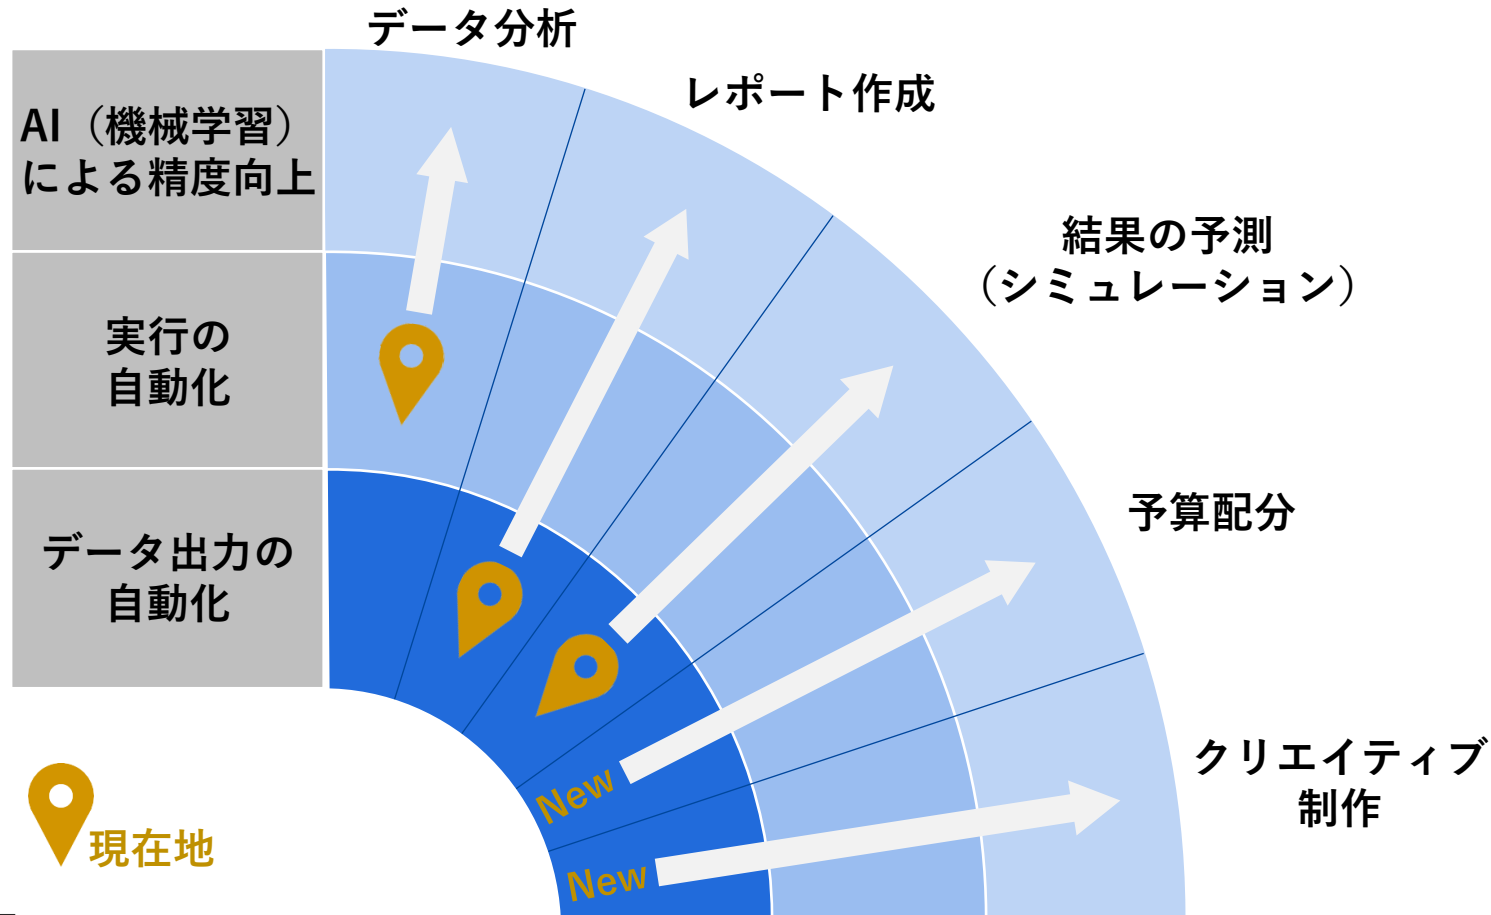 データ分析
レポート作成
AI（機械学習）
による精度向上
結果の予測
（シミュレーション）
実行の
自動化
予算配分
データ出力の
自動化
クリエイティブ
制作
New
New
現在地